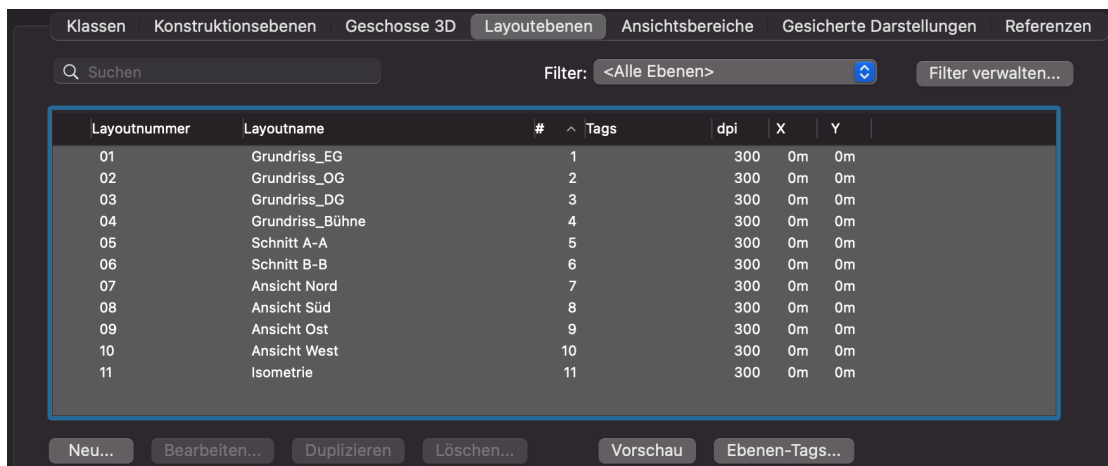 Klassen Konstruktionsebenen Geschosse 3D Layoutebenen Ansichtsbereiche Gesicherte Darstellungen Referenzen
Suchen Filter: <Alle Ebenen> Filter verwalten...
Layoutnummer Layoutname # Tags dpi X Y
01 Grundriss_EG 1 300 0m 0m
02 Grundriss_OG 2 300 0m 0m
03 Grundriss_DG 3 300 0m 0m
04 Grundriss_Bühne 4 300 0m 0m
05 Schnitt A-A 5 300 0m 0m
06 Schnitt B-B 6 300 0m 0m
07 Ansicht Nord 7 300 0m 0m
08 Ansicht Süd 8 300 0m 0m
09 Ansicht Ost 9 300 0m 0m
10 Ansicht West 10 300 0m 0m
11 Isometrie 11 300 0m 0m
Neu... Bearbeiten... Duplizieren Löschen... Vorschau Ebenen-Tags...